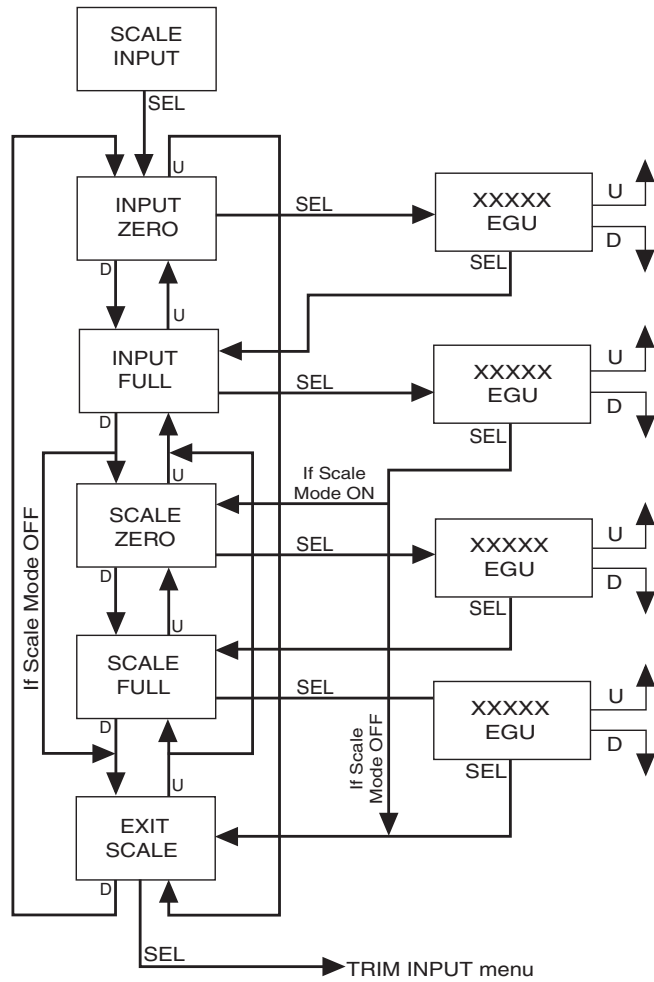 SCALE
INPUT
SEL
U
INPUT
ZERO
SEL
XXXXX
EGU
U
D
SEL
D
U
INPUT
FULL
SEL
XXXXX
EGU
U
D
SEL
D
U
If Scale
Mode ON
If Scale Mode OFF
SCALE
ZERO
SEL
XXXXX
EGU
U
D
SEL
D
U
SCALE
FULL
SEL
XXXXX
EGU
U
D
SEL
D
U
If Scale
Mode OFF
EXIT
SCALE
D
SEL
TRIM INPUT menu